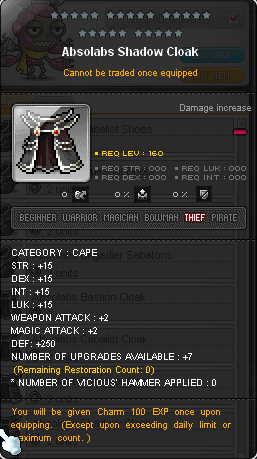 Absolabs Shadow Cloak
Cannot be traded once equipped
Damage increase
• REQ LEV : 160
• REQ STR : 000 • REQ LUK : 000
• REQ DEX : 000 • REQ INT : 000
0 0 % 0 %
BEGINNER WARRIOR MAGICIAN BOWMAN THIEF PIRATE
CATEGORY : CAPE
STR : +15
DEX : +15
INT : +15
LUK : +15
WEAPON ATTACK : +2
MAGIC ATTACK : +2
DEF: +250
NUMBER OF UPGRADES AVAILABLE : +7
(Remaining Restoration Count: 0)
* NUMBER OF VICIOUS' HAMMER APPLIED : 0
You will be given Charm 100 EXP once upon
equipping. (Except upon exceeding daily limit or
maximum count. )